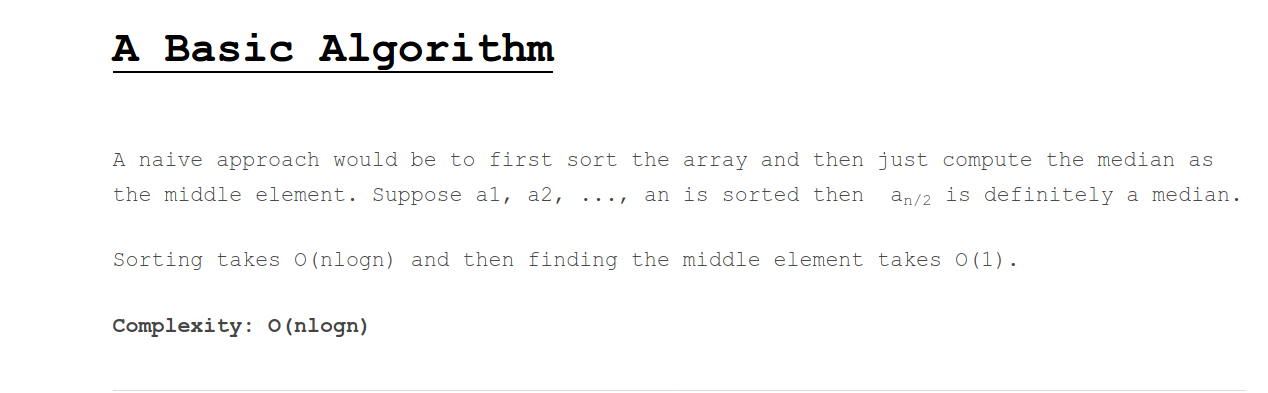 A Basic Algorithm
A naive approach would be to first sort the array and then just compute the median as
the middle element. Suppose a1, a2, ..., an is sorted then a_n/2 is definitely a median.
Sorting takes O(nlogn) and then finding the middle element takes O(1).
Complexity: O(nlogn)